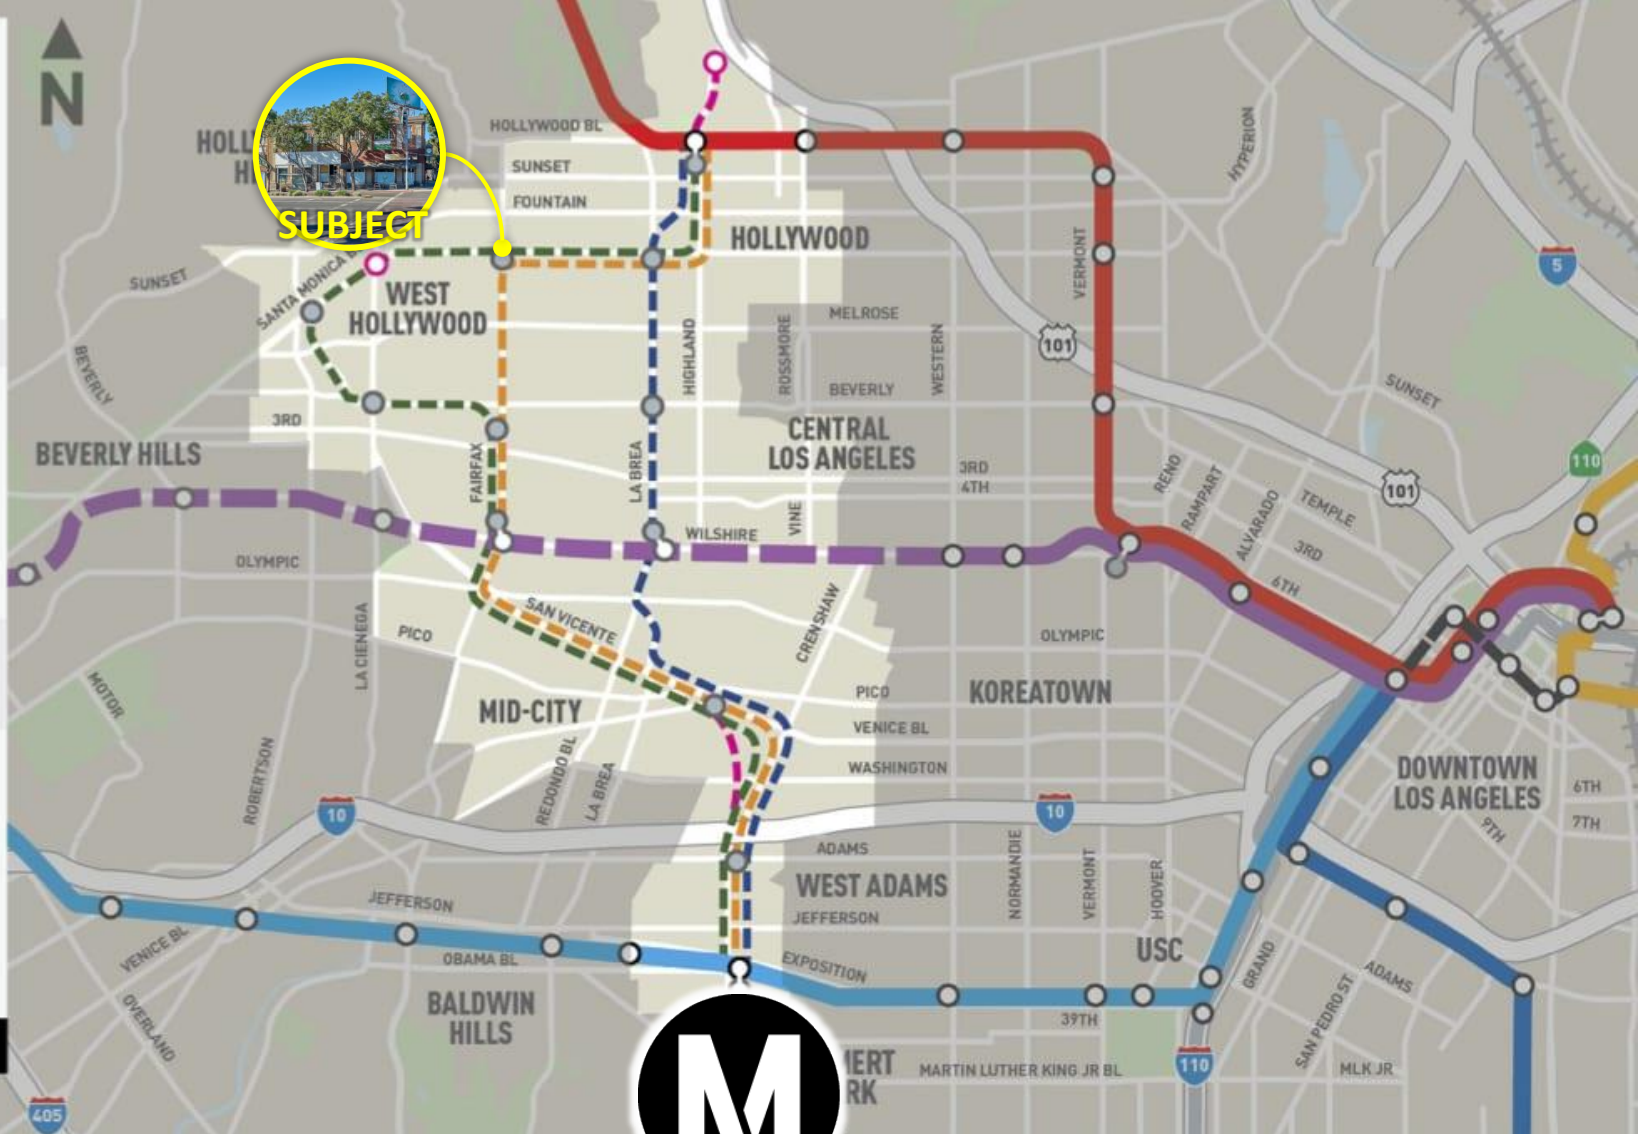 N
HOLLYWOOD BL
HYPERION
SUNSET
FOUNTAIN
SUBJECT
HOLLYWOOD
VERMONT
SUNSET
SANTA MONICA
5
WEST
HOLLYWOOD
MELROSE
HIGHLAND
ROSSMORE
WESTERN
101
BEVERLY
BEVERLY
SUNSET
3RD
CENTRAL
LOS ANGELES
BEVERLY HILLS
FAIRFAX
LA BREA
3RD
4TH
RENO
RAMPART
110
101
TEMPLE
ALVARADO
VINE
WILSHIRE
3RD
OLYMPIC
6TH
SAN VICENTE
CRENSHAW
LA CIENEGA
PICO
OLYMPIC
MOTOR
PICO
KOREATOWN
MID-CITY
VENICE BL
ROBERTSON
REDONDO BL
LA BREA
WASHINGTON
DOWNTOWN
LOS ANGELES
6TH
7TH
9TH
10
10
ADAMS
NORMANDIE
VERMONT
HOOVER
WEST ADAMS
JEFFERSON
JEFFERSON
VENICE BL
OBAMA BL
EXPOSITION
USC
GRAND
ADAMS
SAN PEDRO ST
OVERLAND
BALDWIN
HILLS
39TH
M
MERT
RK
MARTIN LUTHER KING JR BL
110
MLK JR
405